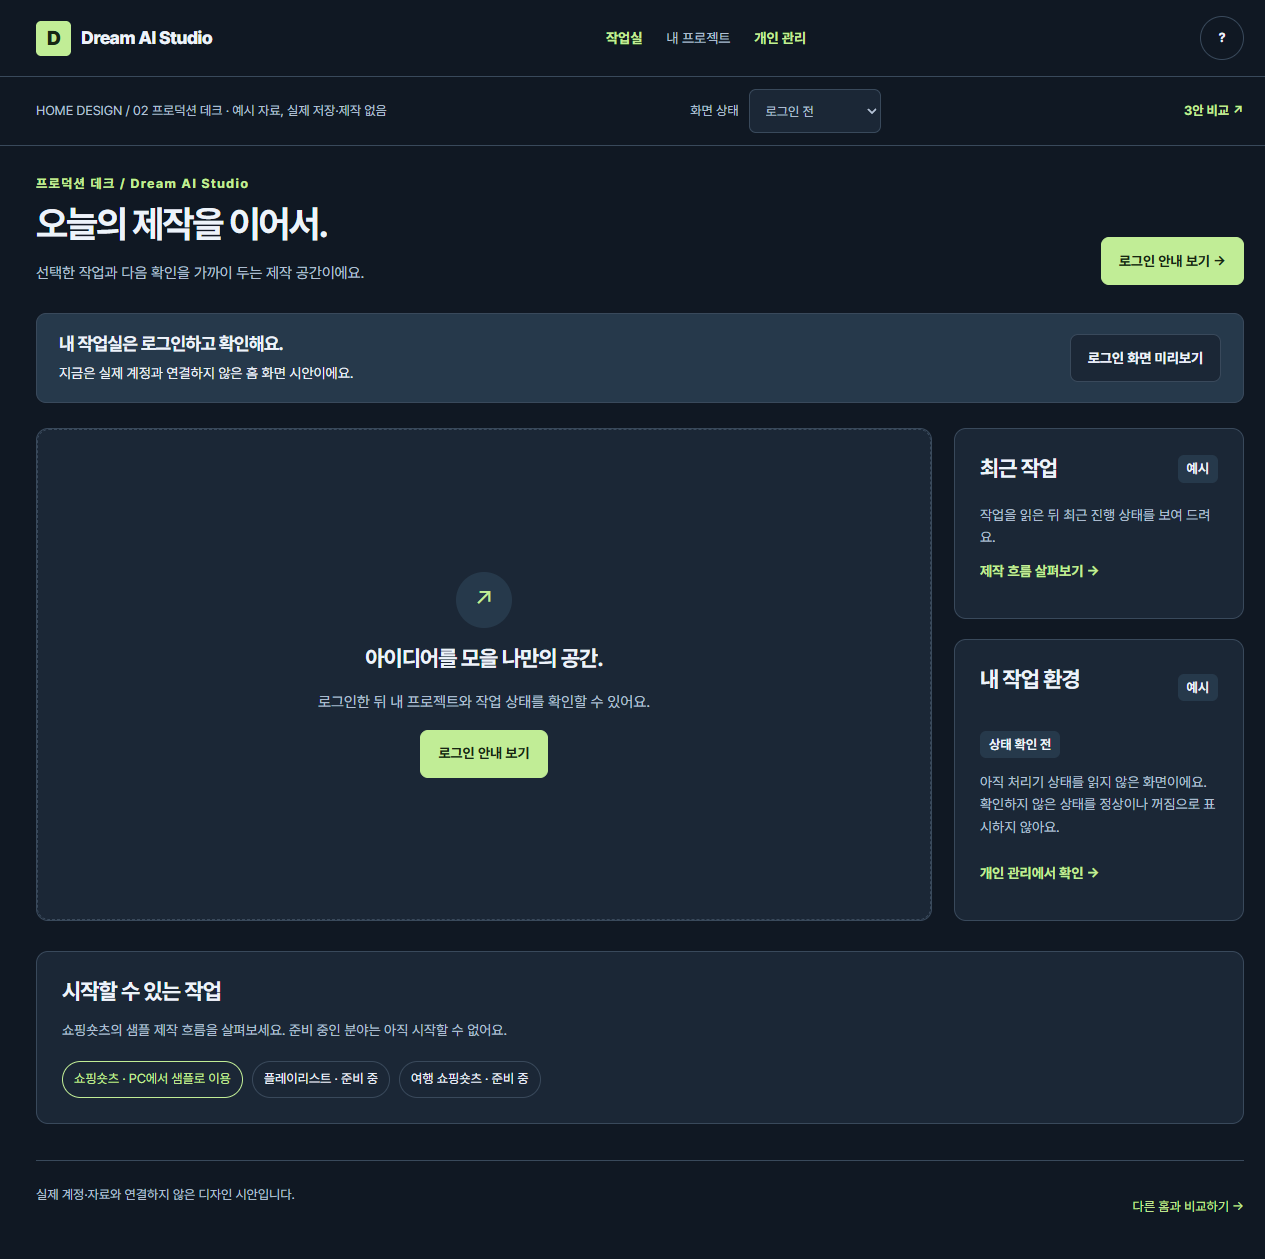 D Dream AI Studio
작업실 내 프로젝트 개인 관리
?
HOME DESIGN / 02 프로덕션 데크 · 예시 자료, 실제 저장·제작 없음
화면 상태 로그인 전
3안 비교 ↗
프로덕션 데크 / Dream AI Studio
오늘의 제작을 이어서.
선택한 작업과 다음 확인을 가까이 두는 제작 공간이에요.
로그인 안내 보기 →
내 작업실은 로그인하고 확인해요.
지금은 실제 계정과 연결하지 않은 홈 화면 시안이에요.
로그인 화면 미리보기
↗
아이디어를 모을 나만의 공간.
로그인한 뒤 내 프로젝트와 작업 상태를 확인할 수 있어요.
로그인 안내 보기
최근 작업
예시
작업을 읽은 뒤 최근 진행 상태를 보여 드려
요.
제작 흐름 살펴보기 →
내 작업 환경
예시
상태 확인 전
아직 처리기 상태를 읽지 않은 화면이에요.
확인하지 않은 상태를 정상이나 꺼짐으로 표
시하지 않아요.
개인 관리에서 확인 →
시작할 수 있는 작업
쇼핑숏츠의 샘플 제작 흐름을 살펴보세요. 준비 중인 분야는 아직 시작할 수 없어요.
쇼핑숏츠 · PC에서 샘플로 이용
플레이리스트 · 준비 중
여행 쇼핑숏츠 · 준비 중
실제 계정·자료와 연결하지 않은 디자인 시안입니다.
다른 홈과 비교하기 →